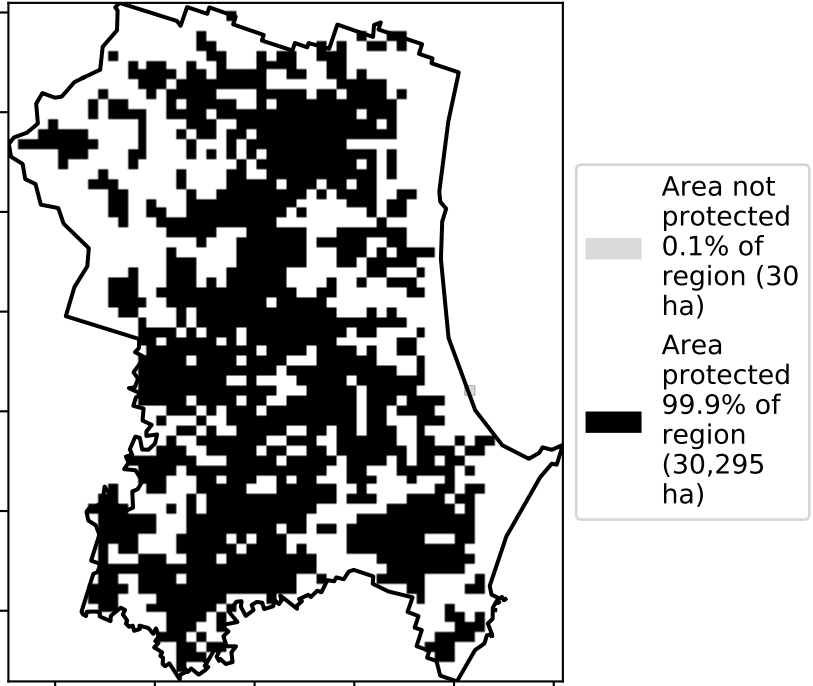 Area not
protected
0.1% of
region (30
ha)
Area
protected
99.9% of
region
(30,295
ha)